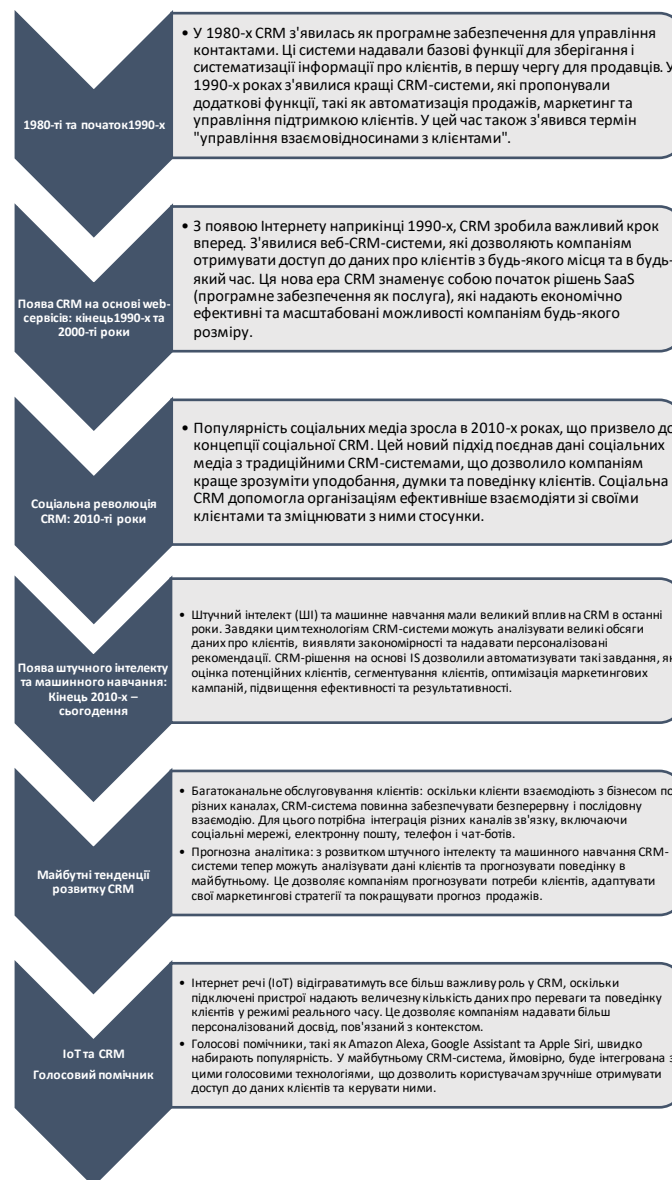 1980-ті та початок1990-х
• У 1980-х CRM з'явилась як програмне забезпечення для управління
контактами. Ці системи надавали базові функції для зберігання і
систематизації інформації про клієнтів, в першу чергу для продавців. У
1990-х роках з'явилися кращі CRM-системи, які пропонували
додаткові функції, такі як автоматизація продажів, маркетинг та
управління підтримкою клієнтів. У цей час також з'явився термін
"управління взаємовідносинами з клієнтами".
Поява CRM на основі web-
сервісів: кінець1990-х та
2000-ті роки
• З появою Інтернету наприкінці 1990-х, CRM зробила важливий крок
вперед. З'явилися веб-CRM-системи, які дозволяють компаніям
отримувати доступ до даних про клієнтів з будь-якого місця та в будь-
який час. Ця нова ера CRM знаменує собою початок рішень SaaS
(програмне забезпечення як послуга), які надають економічно
ефективні та масштабовані можливості компаніям будь-якого
розміру.
Соціальна революція
CRM: 2010-ті роки
• Популярність соціальних медіа зросла в 2010-х роках, що призвело до
концепції соціальної CRM. Цей новий підхід поєднав дані соціальних
медіа з традиційними CRM-системами, що дозволило компаніям
краще зрозуміти уподобання, думки та поведінку клієнтів. Соціальна
CRM допомогла організаціям ефективніше взаємодіяти зі своїми
клієнтами та зміцнювати з ними стосунки.
Поява штучного інтелекту
та машинного навчання:
Кінець 2010-х –
сьогодення
• Штучний інтелект (ШІ) та машинне навчання мали великий вплив на CRM в останні
роки. Завдяки цим технологіям CRM-системи можуть аналізувати великі обсяги
даних про клієнтів, виявляти закономірності та надавати персоналізовані
рекомендації. CRM-рішення на основі IS дозволили автоматизувати такі завдання, як
оцінка потенційних клієнтів, сегментування клієнтів, оптимізація маркетингових
кампаній, підвищення ефективності та результативності.
Майбутні тенденції
розвитку CRM
• Багатоканальне обслуговування клієнтів: оскільки клієнти взаємодіють з бізнесом по
різних каналах, CRM-система повинна забезпечувати безперервну і послідовну
взаємодію. Для цього потрібна інтеграція різних каналів зв'язку, включаючи
соціальні мережі, електронну пошту, телефон і чат-ботів.
• Прогнозна аналітика: з розвитком штучного інтелекту та машинного навчання CRM-
системи тепер можуть аналізувати дані клієнтів та прогнозувати поведінку в
майбутньому. Це дозволяє компаніям прогнозувати потреби клієнтів, адаптувати
свої маркетингові стратегії та покращувати прогноз продажів.
IoT та CRM
Голосовий помічник
• Інтернет речі (IoT) відіграватимуть все більш важливу роль у CRM, оскільки
підключені пристрої надають величезну кількість даних про переваги та поведінку
клієнтів у режимі реального часу. Це дозволяє компаніям надавати більш
персоналізований досвід, пов'язаний з контекстом.
• Голосові помічники, такі як Amazon Alexa, Google Assistant та Apple Siri, швидко
набирають популярність. У майбутньому CRM-система, ймовірно, буде інтегрована з
цими голосовими технологіями, що дозволить користувачам зручніше отримувати
доступ до даних клієнтів та керувати ними.